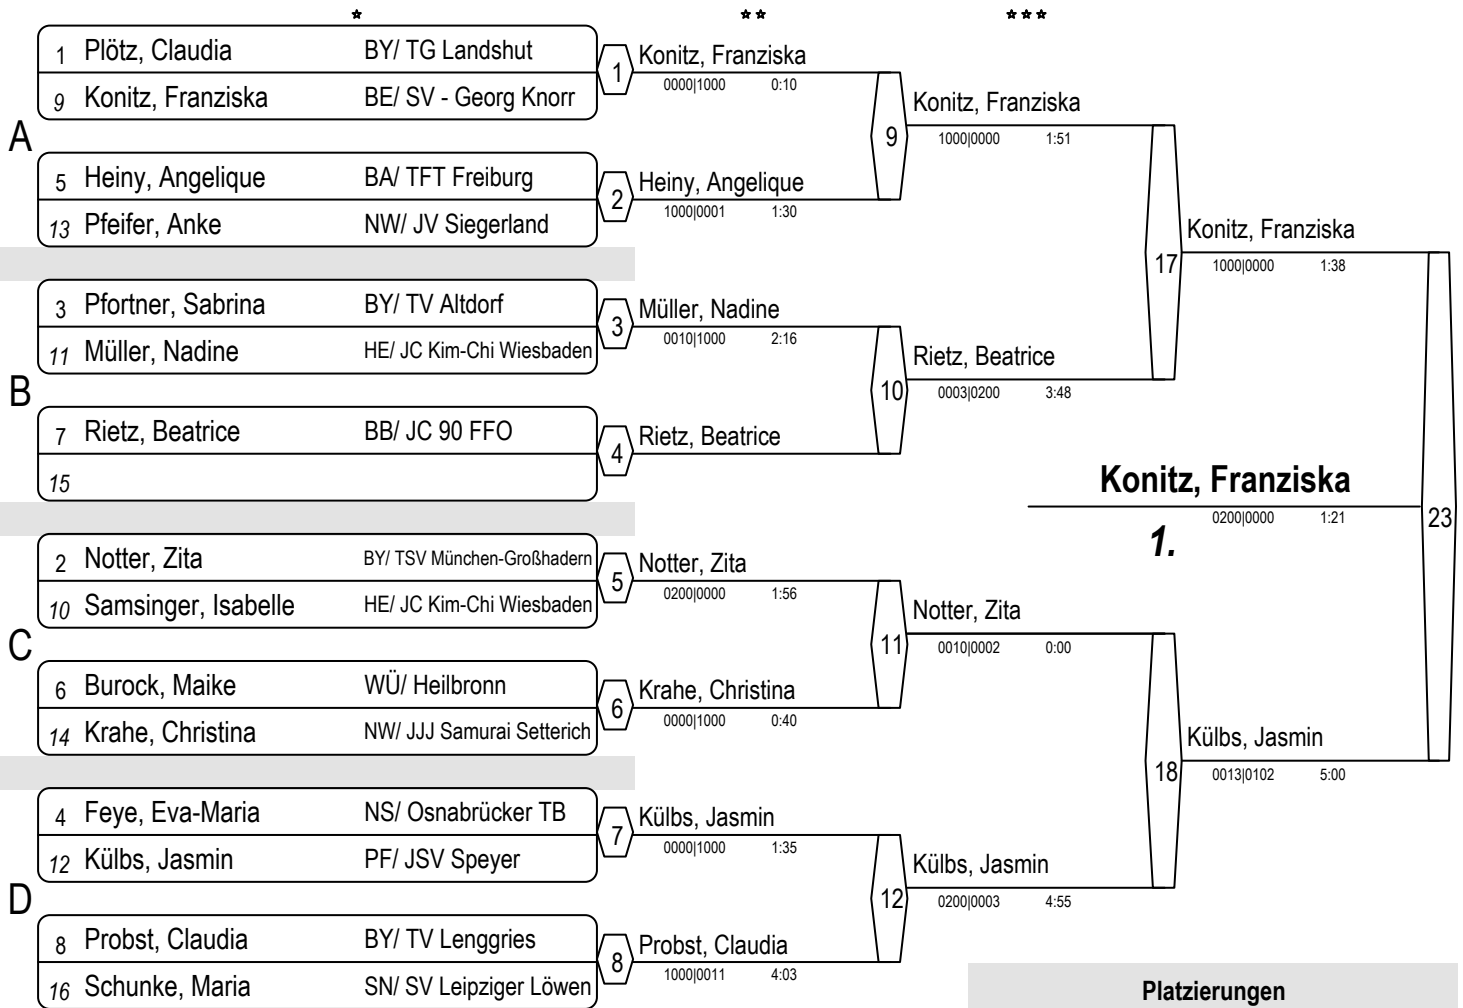 * ** ***
1 Plötz, Claudia BY/ TG Landshut
9 Konitz, Franziska BE/ SV - Georg Knorr
1 Konitz, Franziska
0000|1000 0:10
A
5 Heiny, Angelique BA/ TFT Freiburg
13 Pfeifer, Anke NW/ JV Siegerland
2 Heiny, Angelique
1000|0001 1:30
9 Konitz, Franziska
1000|0000 1:51
3 Pfortner, Sabrina BY/ TV Altdorf
11 Müller, Nadine HE/ JC Kim-Chi Wiesbaden
3 Müller, Nadine
0010|1000 2:16
B
7 Rietz, Beatrice BB/ JC 90 FFO
15
4 Rietz, Beatrice
10 Rietz, Beatrice
0003|0200 3:48
17 Konitz, Franziska
1000|0000 1:38
2 Notter, Zita BY/ TSV München-Großhadern
10 Samsinger, Isabelle HE/ JC Kim-Chi Wiesbaden
5 Notter, Zita
0200|0000 1:56
C
6 Burock, Maike WÜ/ Heilbronn
14 Krahe, Christina NW/ JJJ Samurai Setterich
6 Krahe, Christina
0000|1000 0:40
11 Notter, Zita
0010|0002 0:00
4 Feye, Eva-Maria NS/ Osnabrücker TB
12 Külbs, Jasmin PF/ JSV Speyer
7 Külbs, Jasmin
0000|1000 1:35
D
8 Probst, Claudia BY/ TV Lenggries
16 Schunke, Maria SN/ SV Leipziger Löwen
8 Probst, Claudia
1000|0011 4:03
12 Külbs, Jasmin
0200|0003 4:55
18 Külbs, Jasmin
0013|0102 5:00
23 Konitz, Franziska
0200|0000 1:21
1.
Platzierungen